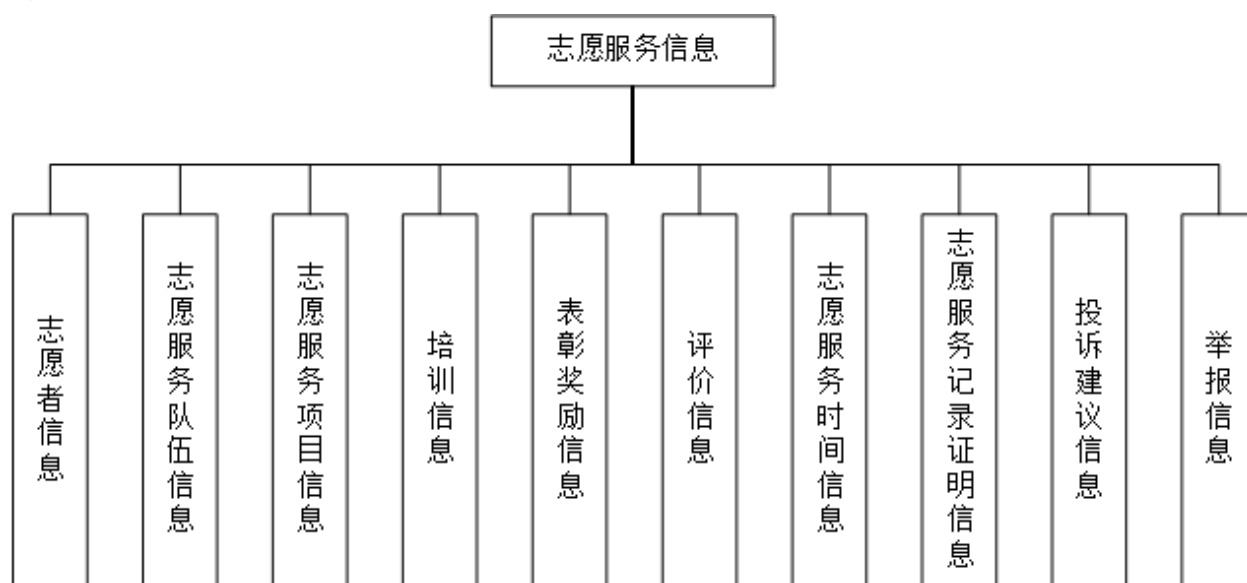 志愿服务信息
志愿者信息
志愿服务队伍信息
志愿服务项目信息
培训信息
表彰奖励信息
评价信息
志愿服务时间信息
志愿服务记录证明信息
投诉建议信息
举报信息